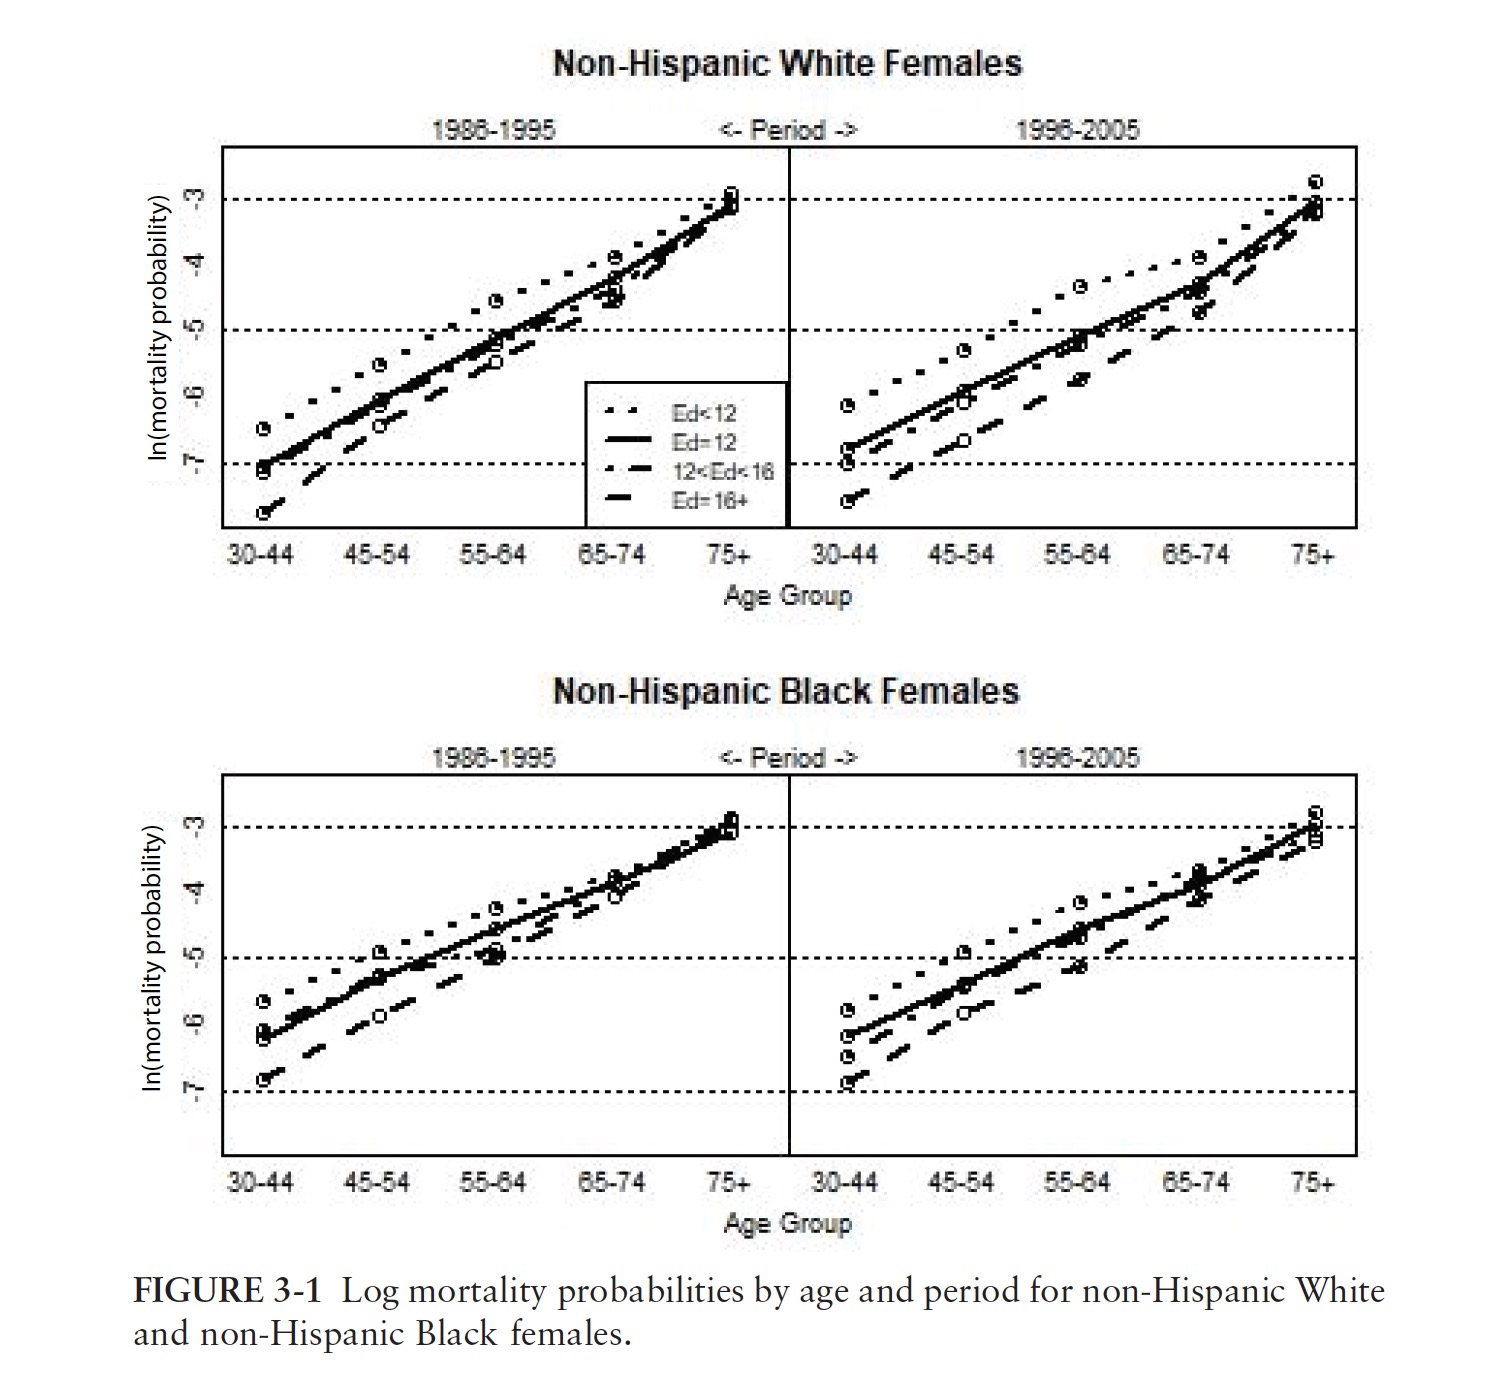 Non-Hispanic White Females
1986-1995 <- Period -> 1996-2005
ln(mortality probability)
-3
-4
-5
-6
-7
Ed<12
Ed=12
12<Ed<16
Ed=16+
30-44 45-54 55-64 65-74 75+ 30-44 45-54 55-64 65-74 75+
Age Group
Non-Hispanic Black Females
1986-1995 <- Period -> 1996-2005
ln(mortality probability)
-3
-4
-5
-6
-7
30-44 45-54 55-64 65-74 75+ 30-44 45-54 55-64 65-74 75+
Age Group
FIGURE 3-1 Log mortality probabilities by age and period for non-Hispanic White
and non-Hispanic Black females.